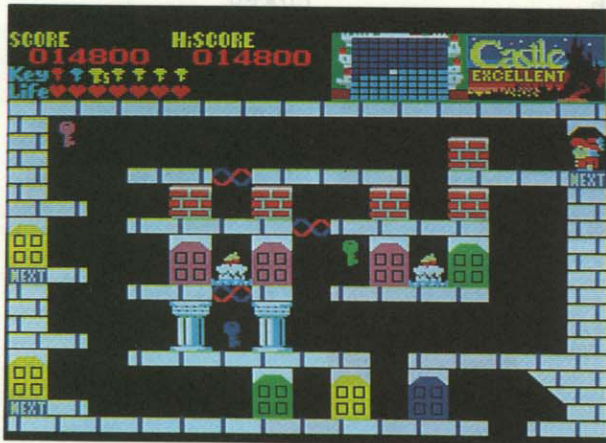 SCORE
014800
HiSCORE
014800
Key
Life
Castle
EXCELLENT
NEXT
NEXT
NEXT